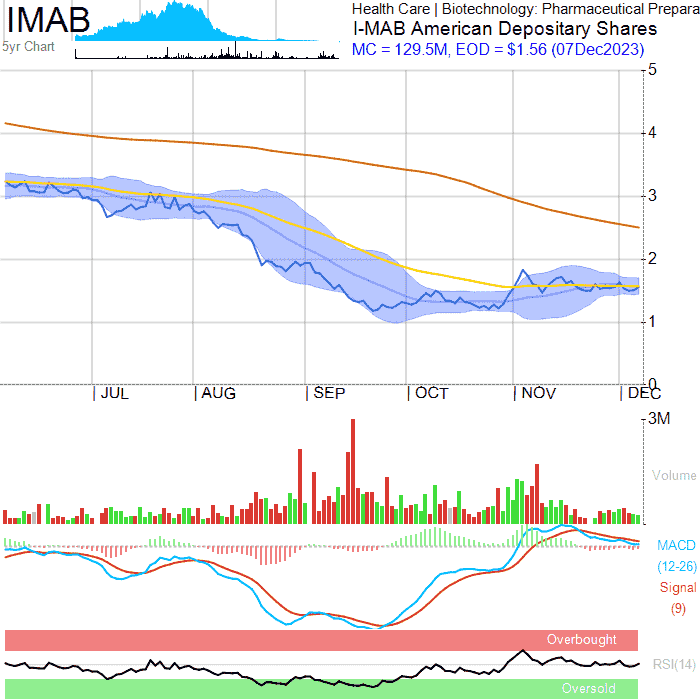 IMAB
5yr Chart
Health Care | Biotechnology: Pharmaceutical Prepara
I-MAB American Depositary Shares
MC = 129.5M, EOD = $1.56 (07Dec2023)
5
4
3
2
1
0
JUL AUG SEP OCT NOV DEC
3M
Volume
MACD
(12-26)
Signal
(9)
Overbought
RSI(14)
Oversold